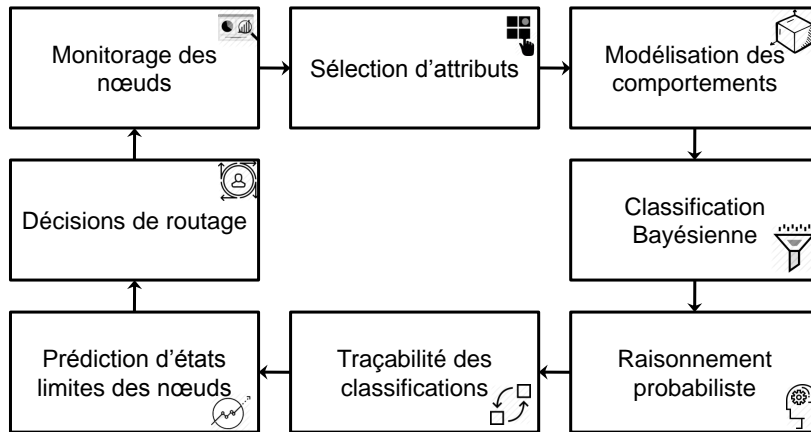 Monitorage des
nœuds
Sélection d’attributs
Modélisation des
comportements
Classification
Bayésienne
Raisonnement
probabiliste
Traçabilité des
classifications
Prédiction d’états
limites des nœuds
Décisions de routage